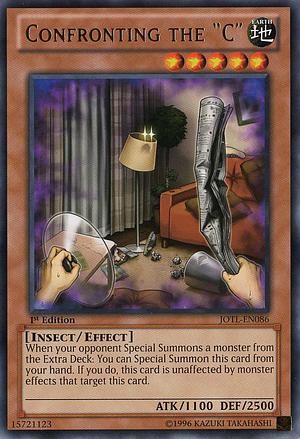 CONFRONTING THE "C"
EARTH
地
JOTL-EN086
1st Edition
[INSECT/EFFECT]
When your opponent Special Summons a monster from
the Extra Deck: You can Special Summon this card from
your hand. If you do, this card is unaffected by monster
effects that target this card.
ATK/1100 DEF/2500
15721123
©1996 KAZUKI TAKAHASHI